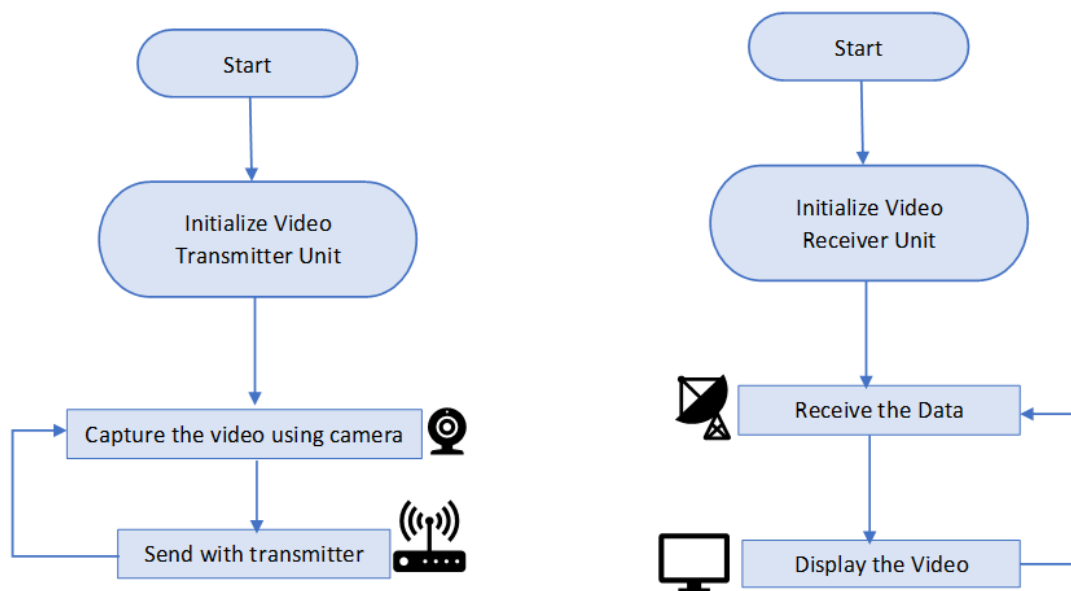 Start
Initialize Video
Transmitter Unit
Capture the video using camera
Send with transmitter
Start
Initialize Video
Receiver Unit
Receive the Data
Display the Video